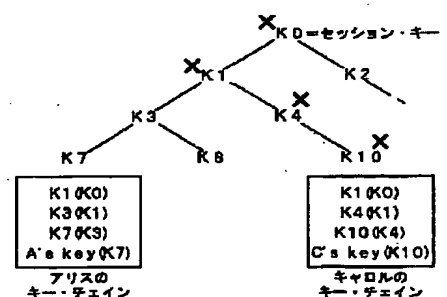 ×K0=セッション・キー
×K1 K2
K3 K4×
K7 K8 K10×
K1(K0)
K3(K1)
K7(K3)
A's key(K7)
アリスの
キー・チェイン
K1(K0)
K4(K1)
K10(K4)
C's key(K10)
キャロルの
キー・チェイン